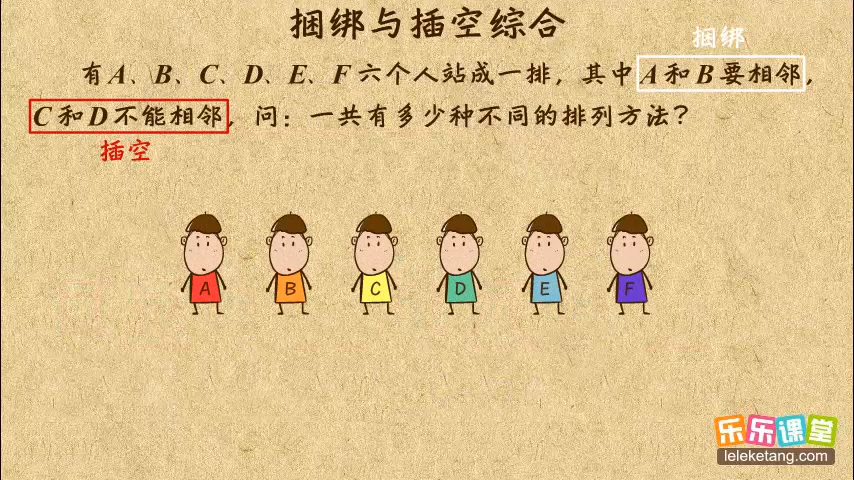 捆绑与插空综合
捆绑
有A、B、C、D、E、F六个人站成一排，其中A和B要相邻，
C和D不能相邻，问：一共有多少种不同的排列方法？
插空
A B C D E F
乐乐课堂
leleketang.com